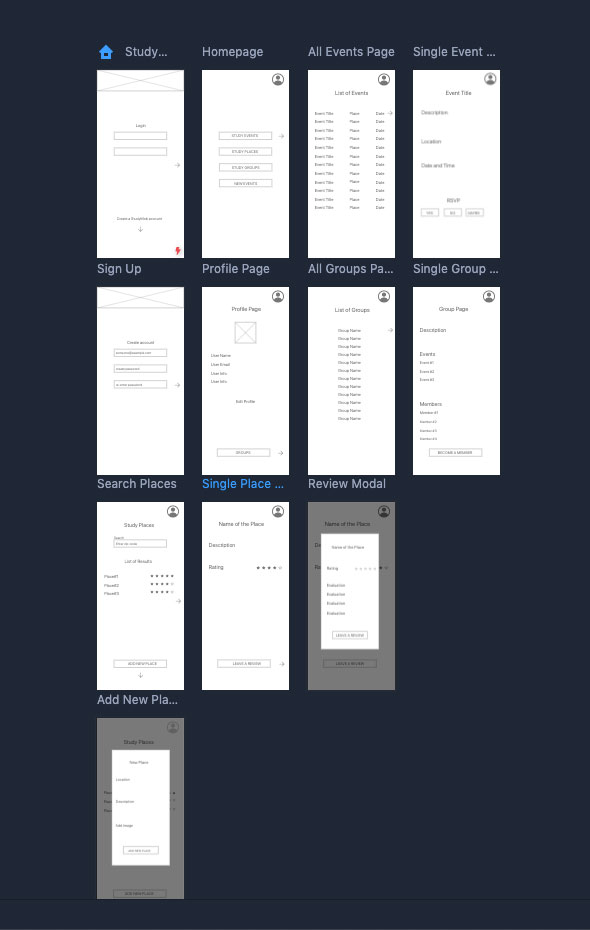 Study...
Homepage
All Events Page
Single Event ...
Login
Create a StudyWeb account
STUDY EVENTS
STUDY PLACES
STUDY GROUPS
NEW EVENTS
List of Events
Event Title Place Date
Event Title Place Date
Event Title Place Date
Event Title Place Date
Event Title Place Date
Event Title Place Date
Event Title Place Date
Event Title Place Date
Event Title Place Date
Event Title Place Date
Event Title Place Date
Event Title Place Date
Event Title
Description
Location
Date and Time
RSVP
YES
NO
MAYBE
Sign Up
Profile Page
All Groups Pa...
Single Group ...
Create account
create password
re-enter password
Profile Page
User Name
User Email
User Info
User Info
Edit Profile
GROUPS
List of Groups
Group Name
Group Name
Group Name
Group Name
Group Name
Group Name
Group Name
Group Name
Group Name
Group Name
Group Name
Group Name
Group Page
Description
Events
Event #1
Event #2
Event #3
Members
Member #1
Member #2
Member #3
Member #4
BECOME A MEMBER
Search Places
Single Place ...
Review Modal
Study Places
Search
List of Results
Place#1
Place#2
Place#3
ADD NEW PLACE
Name of the Place
Description
Rating
LEAVE A REVIEW
Name of the Place
Name of the Place
Rating
Evaluation
Evaluation
Evaluation
Evaluation
LEAVE A REVIEW
LEAVE A REVIEW
Add New Pla...
Study Places
New Place
Location
Description
Add Image
ADD NEW PLACE
ADD NEW PLACE